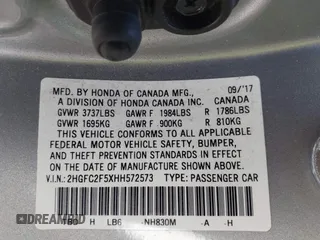 MFD. BY HONDA OF CANADA MFG., 09/'17
A DIVISION OF HONDA CANADA INC. CANADA
GVWR 3737LBS GAWR F 1984LBS R 1786LBS
GVWR 1695KG GAWR F 900KG R 810KG
THIS VEHICLE CONFORMS TO ALL APPLICABLE
FEDERAL MOTOR VEHICLE SAFETY, BUMPER,
AND THEFT PREVENTION STANDARDS IN EFFECT
ON THE DATE OF MANUFACTURE SHOWN ABOVE.
V.I.N.: 2HGFC2F5XHH572573 TYPE: PASSENGER CAR
H LB6 NH830M -A -H
DREAMBID